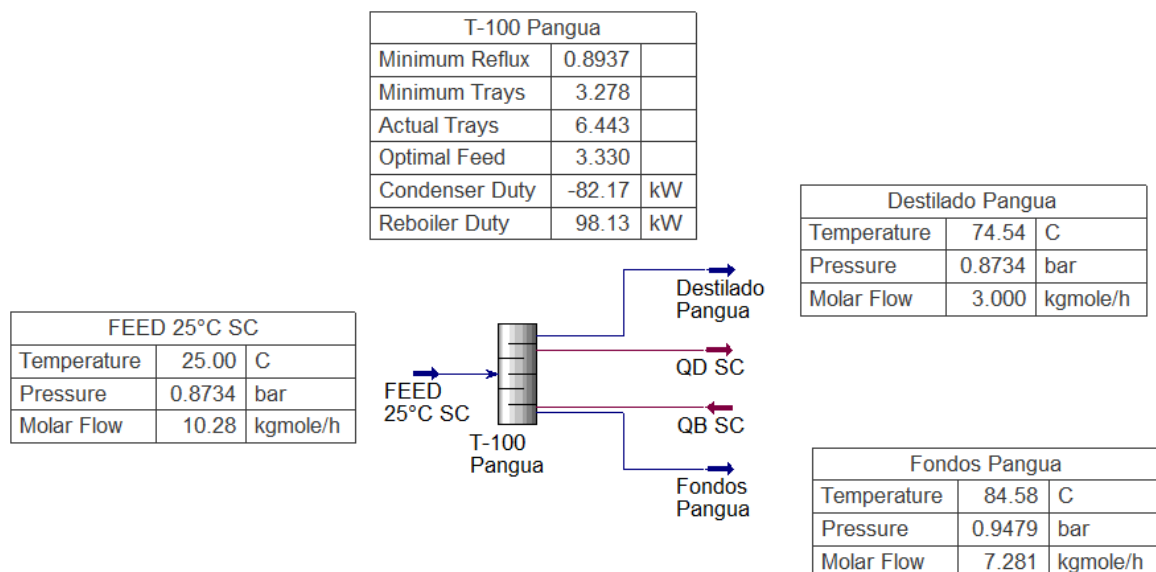 T-100 Pangua
Minimum Reflux 0.8937
Minimum Trays 3.278
Actual Trays 6.443
Optimal Feed 3.330
Condenser Duty -82.17 kW
Reboiler Duty 98.13 kW
Destilado Pangua
Temperature 74.54 C
Pressure 0.8734 bar
Molar Flow 3.000 kgmole/h
FEED 25°C SC
Temperature 25.00 C
Pressure 0.8734 bar
Molar Flow 10.28 kgmole/h
FEED
25°C SC
T-100
Pangua
Destilado
Pangua
QD SC
QB SC
Fondos
Pangua
Fondos Pangua
Temperature 84.58 C
Pressure 0.9479 bar
Molar Flow 7.281 kgmole/h